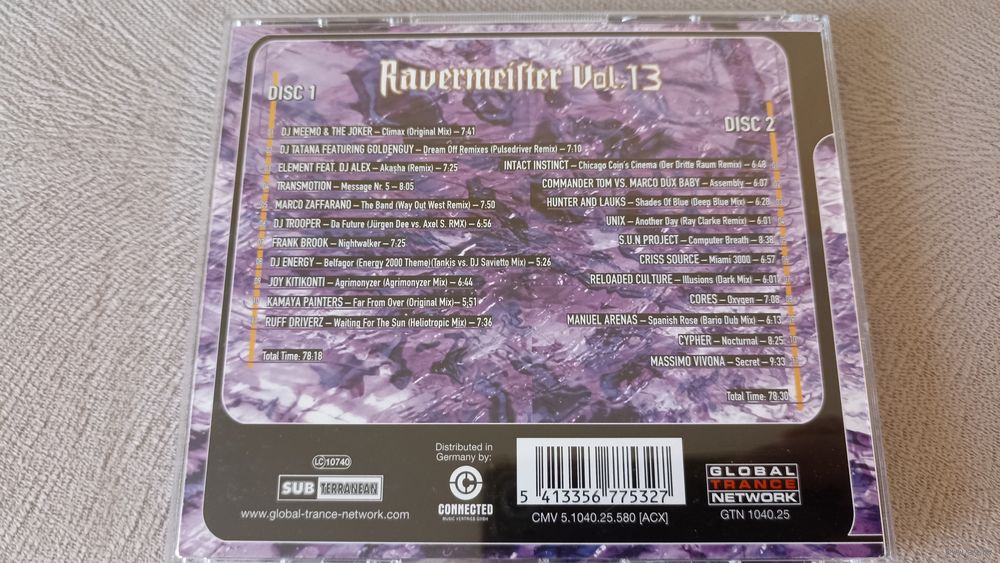 Ravermeiſter Vol.13
DISC 1
DJ MEEMO & THE JOKER – Climax (Original Mix) – 7:41
DJ TATANA FEATURING GOLDENGUY – Dream Off Remixes (Pulsedriver Remix) – 7:10
ELEMENT FEAT. DJ ALEX – Akasha (Remix) – 7:25
TRANSMOTION – Message Nr. 5 – 8:05
MARCO ZAFFARANO – The Band (Way Out West Remix) – 7:50
DJ TROOPER – Da Future (Jürgen Dee vs. Axel S. RMX) – 6:56
FRANK BROOK – Nightwalker – 7:25
DJ ENERGY – Belfagor (Energy 2000 Theme)(Tankis vs. DJ Savietto Mix) – 5:26
JOY KITIKONTI – Agrimonyzer (Agrimonyzer Mix) – 6:44
KAMAYA PAINTERS – Far From Over (Original Mix)– 5:51
RUFF DRIVERZ – Waiting For The Sun (Heliotropic Mix) – 7:36
Total Time: 78:18
DISC 2
INTACT INSTINCT – Chicago Coin's Cinema (Der Dritte Raum Remix) – 6:48
COMMANDER TOM VS. MARCO DUX BABY – Assembly – 6:07
HUNTER AND LAUKS – Shades Of Blue (Deep Blue Mix) – 6:28
UNIX – Another Day (Ray Clarke Remix) – 6:01
S.U.N PROJECT – Computer Breath – 8:38
CRISS SOURCE – Miami 3000 – 6:57
RELOADED CULTURE – Illusions (Dark Mix) – 6:01
CORES – Oxygen – 7:08
MANUEL ARENAS – Spanish Rose (Bario Dub Mix) – 6:13
CYPHER – Nocturnal – 8:25
MASSIMO VIVONA – Secret – 9:33
Total Time: 78:30
LC 10740
SUB TERRANEAN
www.global-trance-network.com
Distributed in
Germany by:
CONNECTED
MUSIC VERTRIEB GMBH
5 413356 775327
CMV 5.1040.25.580 [ACX]
GLOBAL
TRANCE
NETWORK
GTN 1040.25